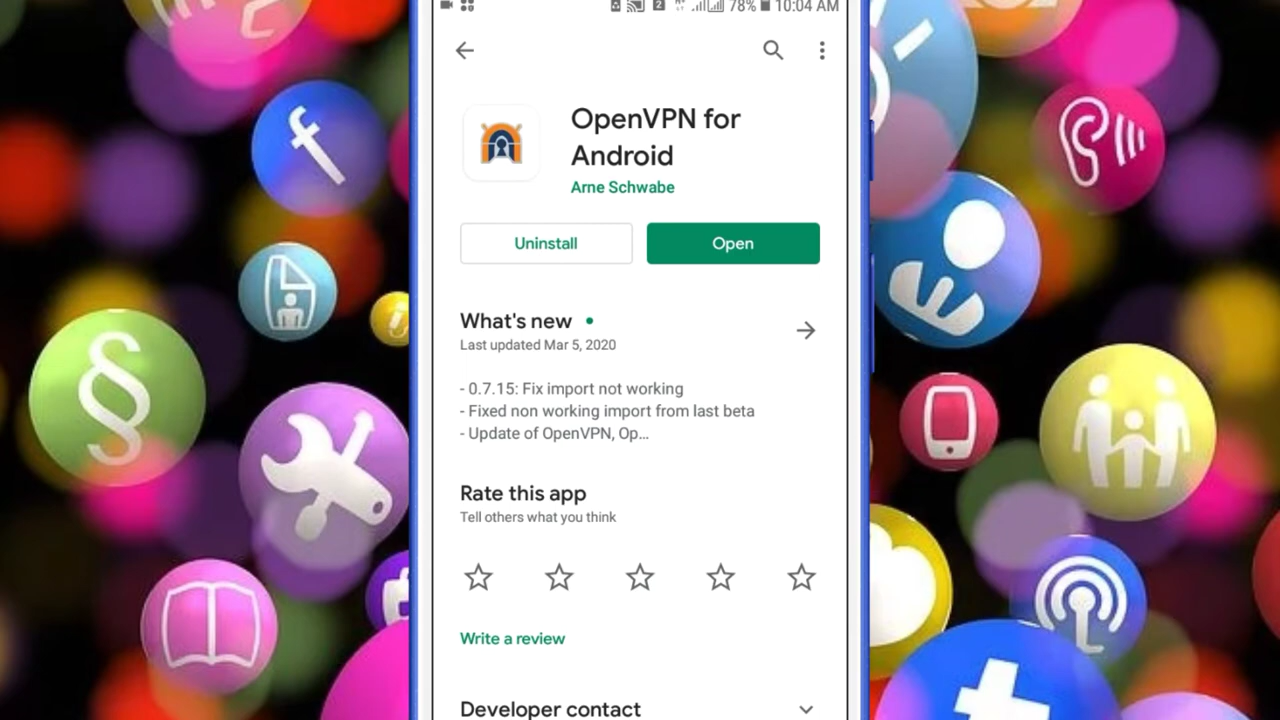 2 78% 10:04 AM
OpenVPN for
Android
Arne Schwabe
Uninstall
Open
What's new
Last updated Mar 5, 2020
- 0.7.15: Fix import not working
- Fixed non working import from last beta
- Update of OpenVPN, Op...
Rate this app
Tell others what you think
Write a review
Developer contact